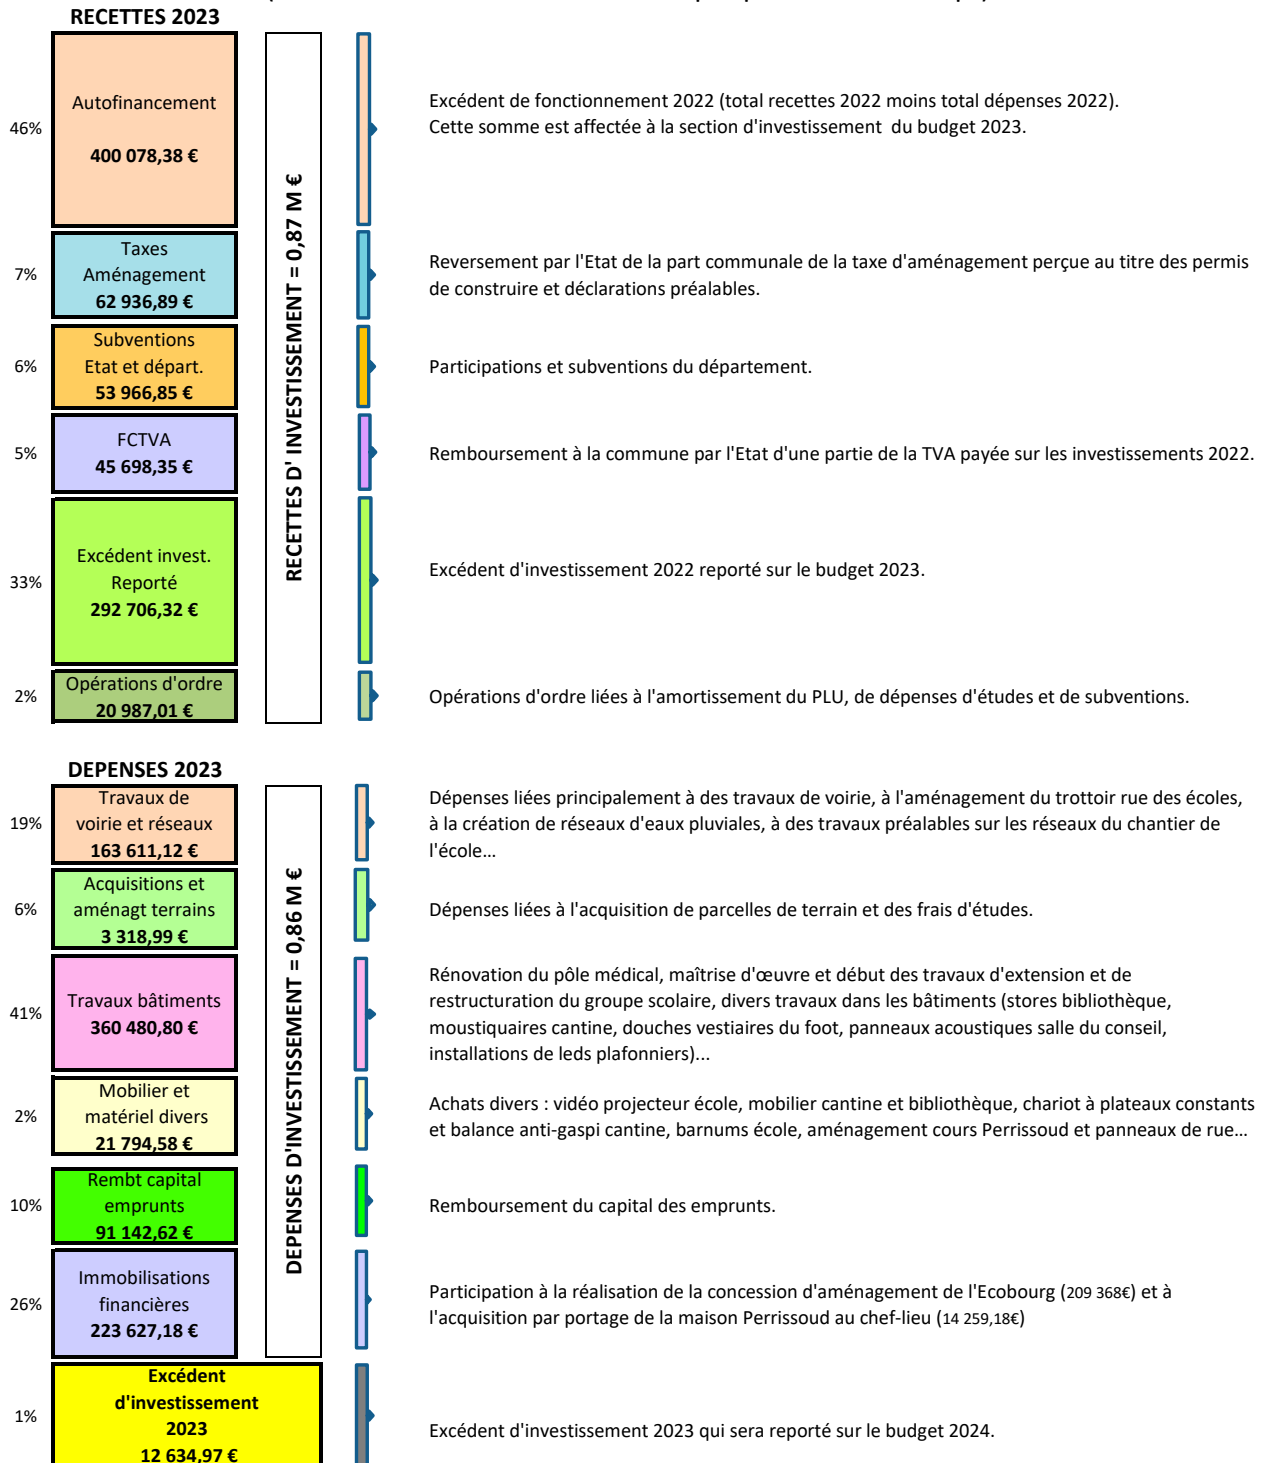 RECETTES 2023
46%
Autofinancement
400 078,38 €
Excédent de fonctionnement 2022 (total recettes 2022 moins total dépenses 2022).
Cette somme est affectée à la section d'investissement du budget 2023.
RECETTES D' INVESTISSEMENT = 0,87 M €
7%
Taxes
Aménagement
62 936,89 €
Reversement par l'Etat de la part communale de la taxe d'aménagement perçue au titre des permis
de construire et déclarations préalables.
6%
Subventions
Etat et départ.
53 966,85 €
Participations et subventions du département.
5%
FCTVA
45 698,35 €
Remboursement à la commune par l'Etat d'une partie de la TVA payée sur les investissements 2022.
33%
Excédent invest.
Reporté
292 706,32 €
Excédent d'investissement 2022 reporté sur le budget 2023.
2%
Opérations d'ordre
20 987,01 €
Opérations d'ordre liées à l'amortissement du PLU, de dépenses d'études et de subventions.
DEPENSES 2023
19%
Travaux de
voirie et réseaux
163 611,12 €
Dépenses liées principalement à des travaux de voirie, à l'aménagement du trottoir rue des écoles,
à la création de réseaux d'eaux pluviales, à des travaux préalables sur les réseaux du chantier de
l'école...
DEPENSES D'INVESTISSEMENT = 0,86 M €
6%
Acquisitions et
aménagt terrains
3 318,99 €
Dépenses liées à l'acquisition de parcelles de terrain et des frais d'études.
41%
Travaux bâtiments
360 480,80 €
Rénovation du pôle médical, maîtrise d'œuvre et début des travaux d'extension et de
restructuration du groupe scolaire, divers travaux dans les bâtiments (stores bibliothèque,
moustiquaires cantine, douches vestiaires du foot, panneaux acoustiques salle du conseil,
installations de leds plafonniers)...
2%
Mobilier et
matériel divers
21 794,58 €
Achats divers : vidéo projecteur école, mobilier cantine et bibliothèque, chariot à plateaux constants
et balance anti-gaspi cantine, barnums école, aménagement cours Perrissoud et panneaux de rue...
10%
Rembt capital
emprunts
91 142,62 €
Remboursement du capital des emprunts.
26%
Immobilisations
financières
223 627,18 €
Participation à la réalisation de la concession d'aménagement de l'Ecobourg (209 368€) et à
l'acquisition par portage de la maison Perrissoud au chef-lieu (14 259,18€)
1%
Excédent
d'investissement
2023
12 634,97 €
Excédent d'investissement 2023 qui sera reporté sur le budget 2024.